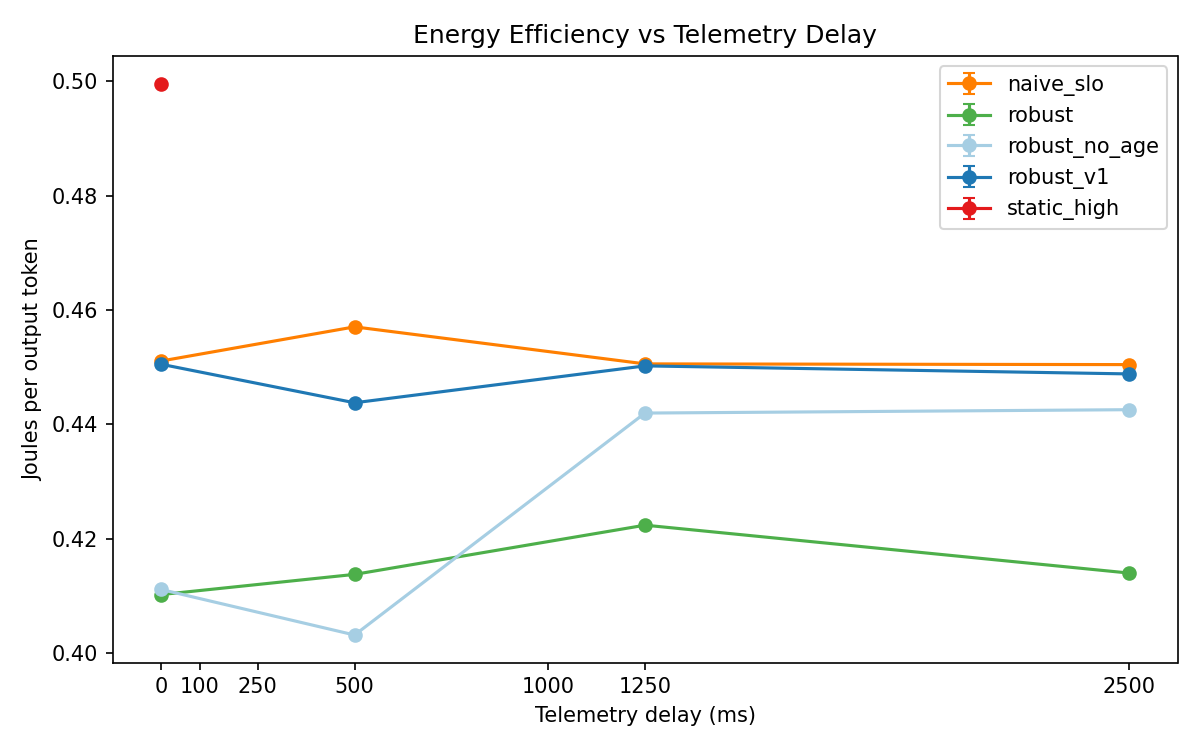 Energy Efficiency vs Telemetry Delay
naive_slo
robust
robust_no_age
robust_v1
static_high
Joules per output token
0.50
0.48
0.46
0.44
0.42
0.40
0 100 250 500 1000 1250 2500
Telemetry delay (ms)